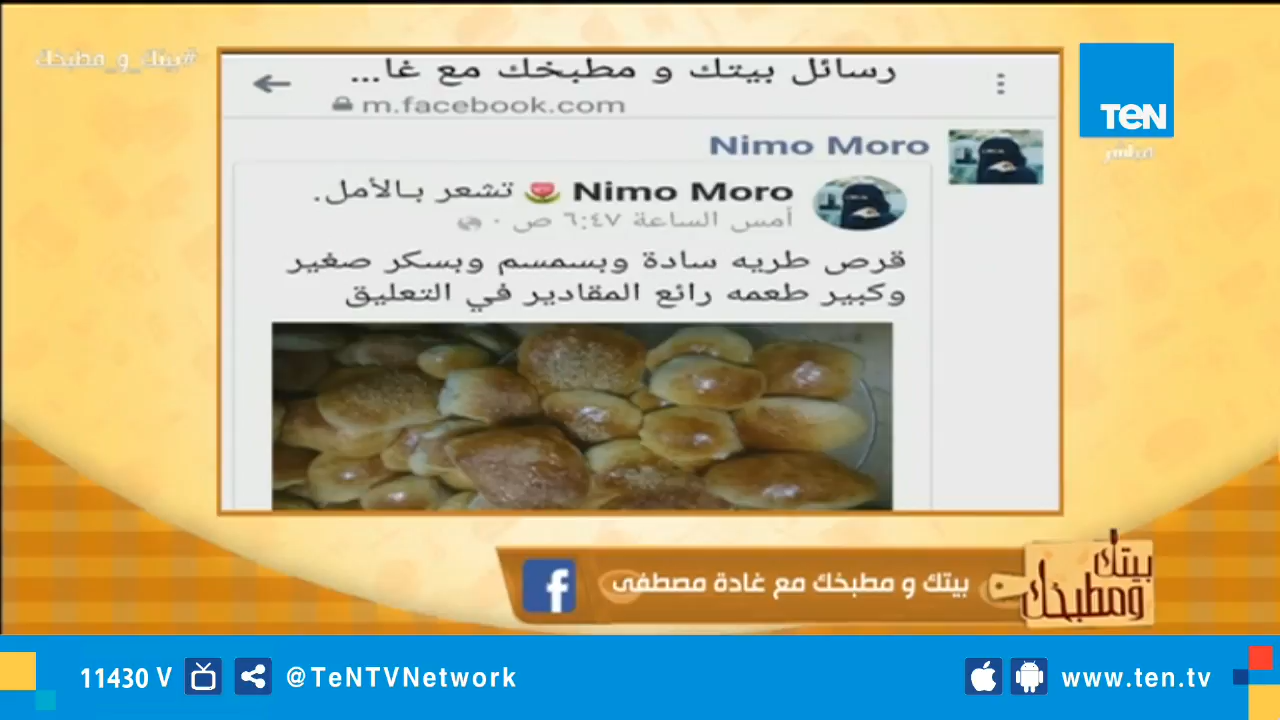 #بيتك_و_مطبخك
رسائل بيتك و مطبخك مع غا...
m.facebook.com
TEN
مباشر
Nimo Moro
Nimo Moro 🌷 تشعر بالأمل.
أمس الساعة ٦:٤٧ ص ·
قرص طريه سادة وبسمسم وبسكر صغير
وكبير طعمه رائع المقادير في التعليق
بيتك و مطبخك مع غادة مصطفى
بيتك
ومطبخك
11430 V
@TeNTVNetwork
www.ten.tv